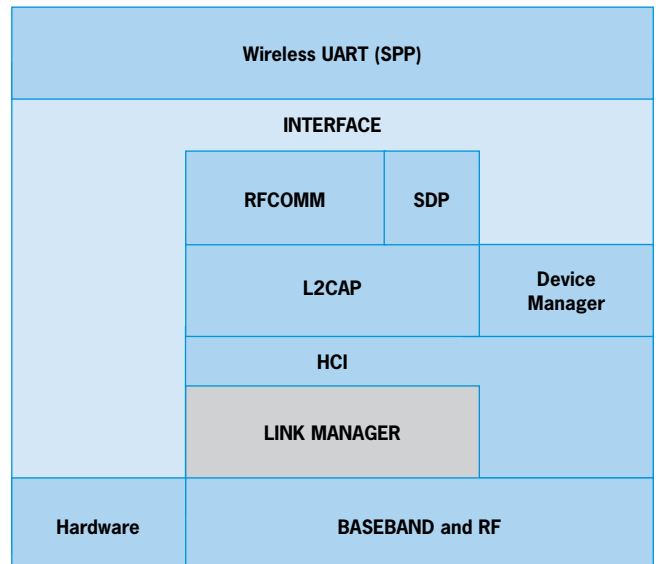 Wireless UART (SPP)
INTERFACE
RFCOMM
SDP
L2CAP
Device
Manager
HCI
LINK MANAGER
Hardware
BASEBAND and RF